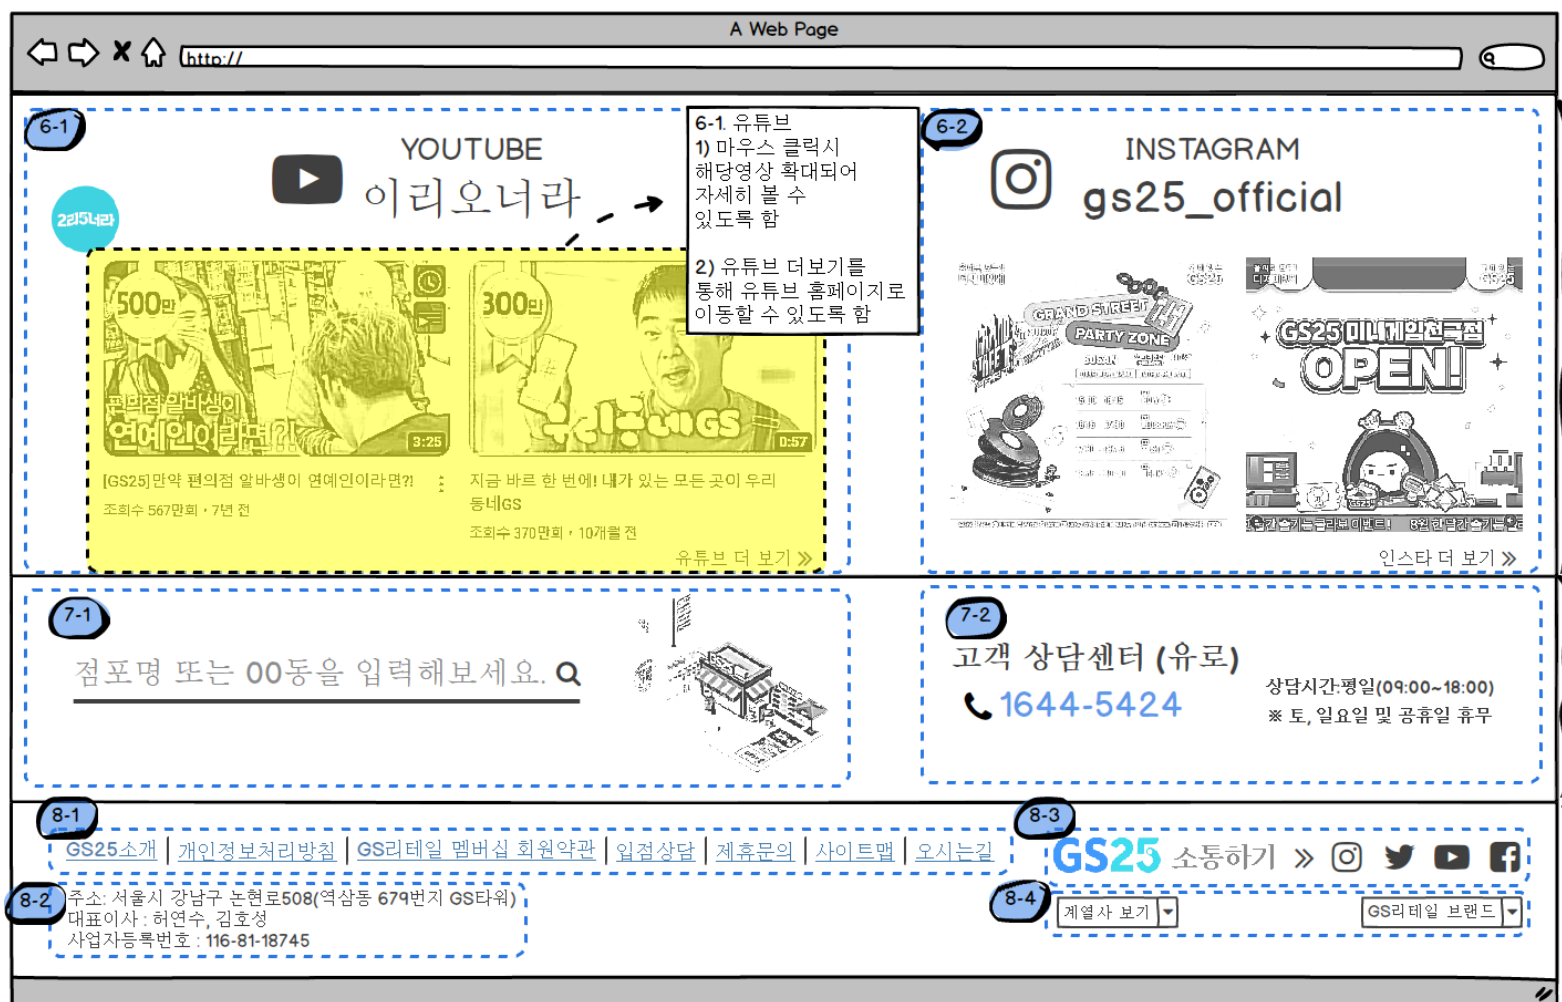 A Web Page
http://
6-1
YOUTUBE
이리오너라
2리5너라
6-1. 유튜브
1) 마우스 클릭시
해당영상 확대되어
자세히 볼 수
있도록 함
2) 유튜브 더보기를
통해 유튜브 홈페이지로
이동할 수 있도록 함
500만
편의점 알바생이
연예인이라면?!
3:25
300만
우리동네GS
0:57
[GS25]만약 편의점 알바생이 연예인이라면?!
조회수 567만회 • 7년 전
지금 바로 한 번에! 내가 있는 모든 곳이 우리
동네GS
조회수 370만회 • 10개월 전
유튜브 더 보기 »
6-2
INSTAGRAM
gs25_official
GS25
GRAND STREET
PARTY ZONE
GS25
GS25 미니게임천국점
OPEN!
인스타 더 보기 »
7-1
점포명 또는 00동을 입력해보세요.
7-2
고객 상담센터 (유로)
1644-5424
상담시간:평일(09:00~18:00)
※ 토, 일요일 및 공휴일 휴무
8-1
GS25소개 | 개인정보처리방침 | GS리테일 멤버십 회원약관 | 입점상담 | 제휴문의 | 사이트맵 | 오시는길
8-2
주소: 서울시 강남구 논현로508(역삼동 679번지 GS타워)
대표이사 : 허연수, 김호성
사업자등록번호 : 116-81-18745
8-3
GS25 소통하기 »
8-4
계열사 보기
GS리테일 브랜드